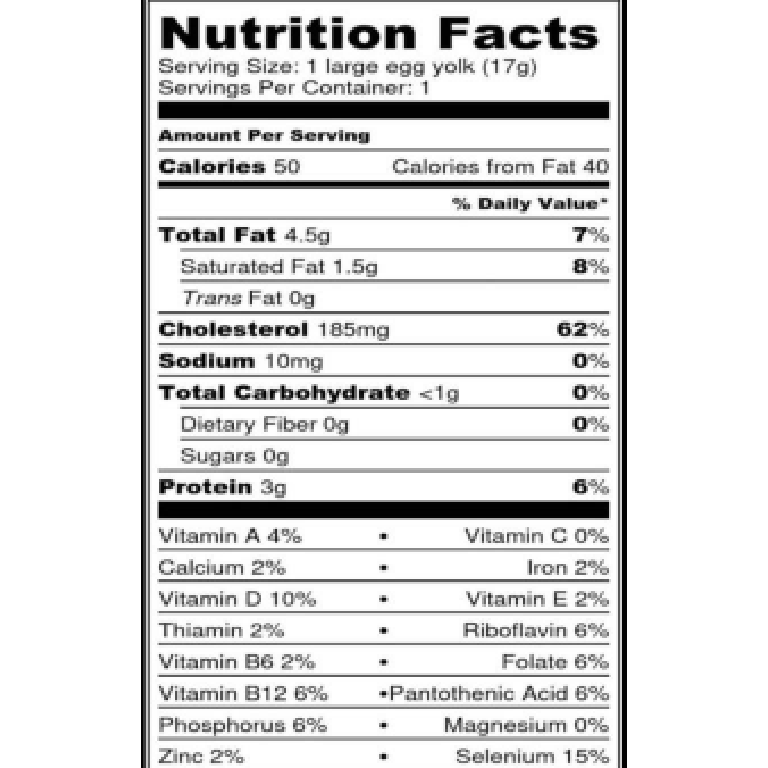 Nutrition Facts
Serving Size: 1 large egg yolk (17g)
Servings Per Container: 1
Amount Per Serving
Calories 50 Calories from Fat 40
% Daily Value*
Total Fat 4.5g 7%
Saturated Fat 1.5g 8%
Trans Fat 0g
Cholesterol 185mg 62%
Sodium 10mg 0%
Total Carbohydrate <1g 0%
Dietary Fiber 0g 0%
Sugars 0g
Protein 3g 6%
Vitamin A 4% • Vitamin C 0%
Calcium 2% • Iron 2%
Vitamin D 10% • Vitamin E 2%
Thiamin 2% • Riboflavin 6%
Vitamin B6 2% • Folate 6%
Vitamin B12 6% •Pantothenic Acid 6%
Phosphorus 6% • Magnesium 0%
Zinc 2% • Selenium 15%